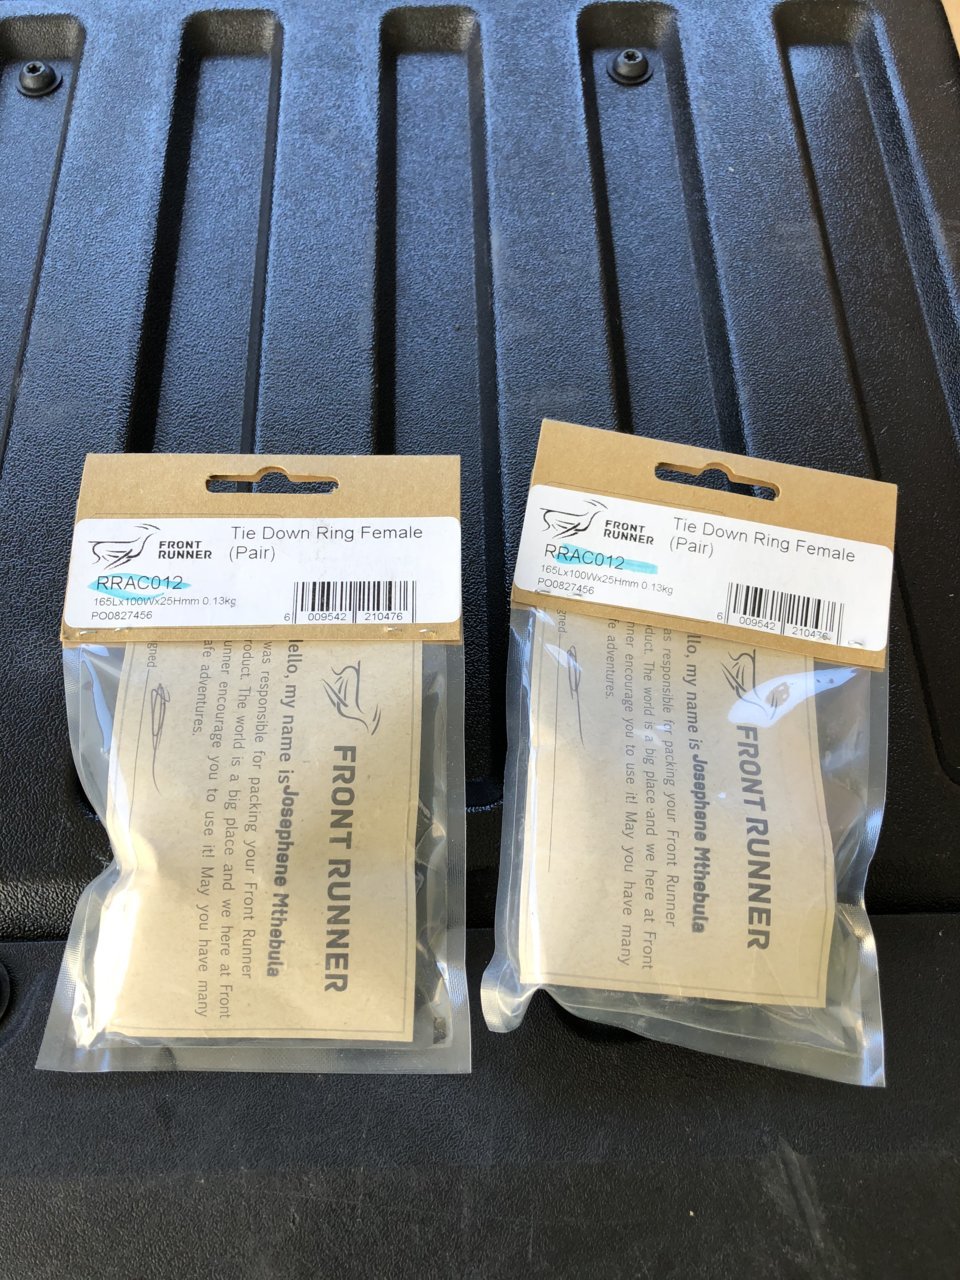 FRONT
RUNNER
Tie Down Ring Female
(Pair)
RRAC012
165Lx100Wx25Hmm 0.13kg
PO0827456
6 009542 210476
FRONT RUNNER
Hello, my name is Josephene Mthebula
was responsible for packing your Front Runner
product. The world is a big place and we here at Front
unner encourage you to use it! May you have many
afe adventures.
gned
FRONT
RUNNER
Tie Down Ring Female
(Pair)
RRAC012
165Lx100Wx25Hmm 0.13kg
PO0827456
6 009542 210476
FRONT RUNNER
llo, my name is Josephene Mthebula
as responsible for packing your Front Runner
duct. The world is a big place and we here at Front
nner encourage you to use it! May you have many
fe adventures.
gned